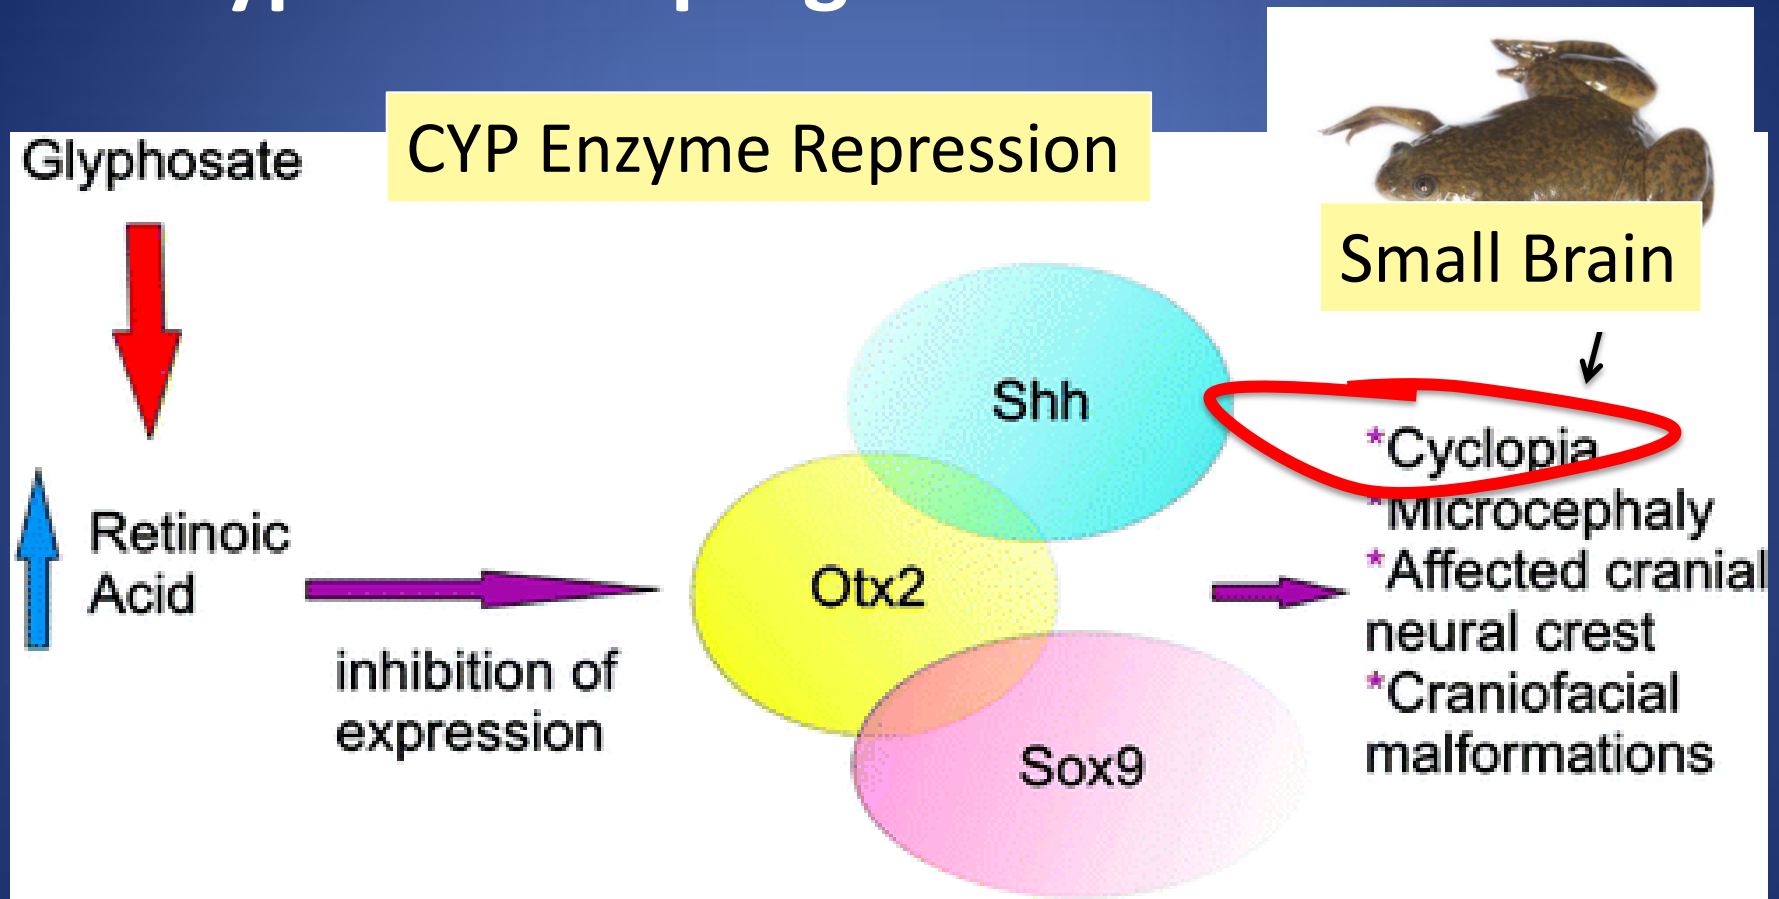 Glyphosate
CYP Enzyme Repression
Small Brain
Shh
*Cyclopia
*Microcephaly
*Affected cranial
neural crest
*Craniofacial
malformations
Retinoic
Acid
inhibition of
expression
Otx2
Sox9